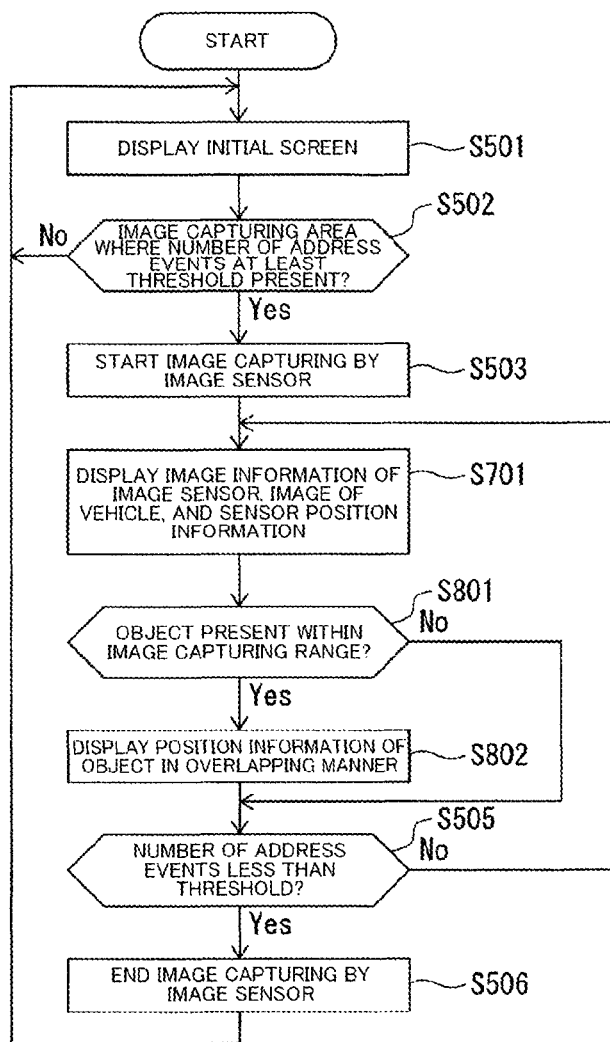 START
DISPLAY INITIAL SCREEN
S501
S502
No
IMAGE CAPTURING AREA
WHERE NUMBER OF ADDRESS
EVENTS AT LEAST
THRESHOLD PRESENT?
Yes
START IMAGE CAPTURING BY
IMAGE SENSOR
S503
DISPLAY IMAGE INFORMATION OF
IMAGE SENSOR, IMAGE OF
VEHICLE, AND SENSOR POSITION
INFORMATION
S701
S801
OBJECT PRESENT WITHIN
IMAGE CAPTURING RANGE?
No
Yes
DISPLAY POSITION INFORMATION OF
OBJECT IN OVERLAPPING MANNER
S802
S505
NUMBER OF ADDRESS
EVENTS LESS THAN
THRESHOLD?
No
Yes
END IMAGE CAPTURING BY
IMAGE SENSOR
S506